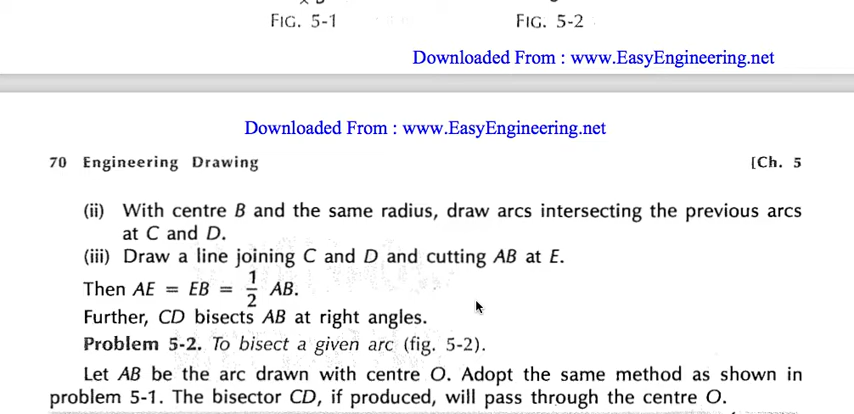 FIG. 5-1 FIG. 5-2
Downloaded From : www.EasyEngineering.net
Downloaded From : www.EasyEngineering.net
70 Engineering Drawing [Ch. 5
(ii) With centre B and the same radius, draw arcs intersecting the previous arcs
at C and D.
(iii) Draw a line joining C and D and cutting AB at E.
Then AE = EB = 1/2 AB.
Further, CD bisects AB at right angles.
Problem 5-2. To bisect a given arc (fig. 5-2).
Let AB be the arc drawn with centre O. Adopt the same method as shown in
problem 5-1. The bisector CD, if produced, will pass through the centre O.